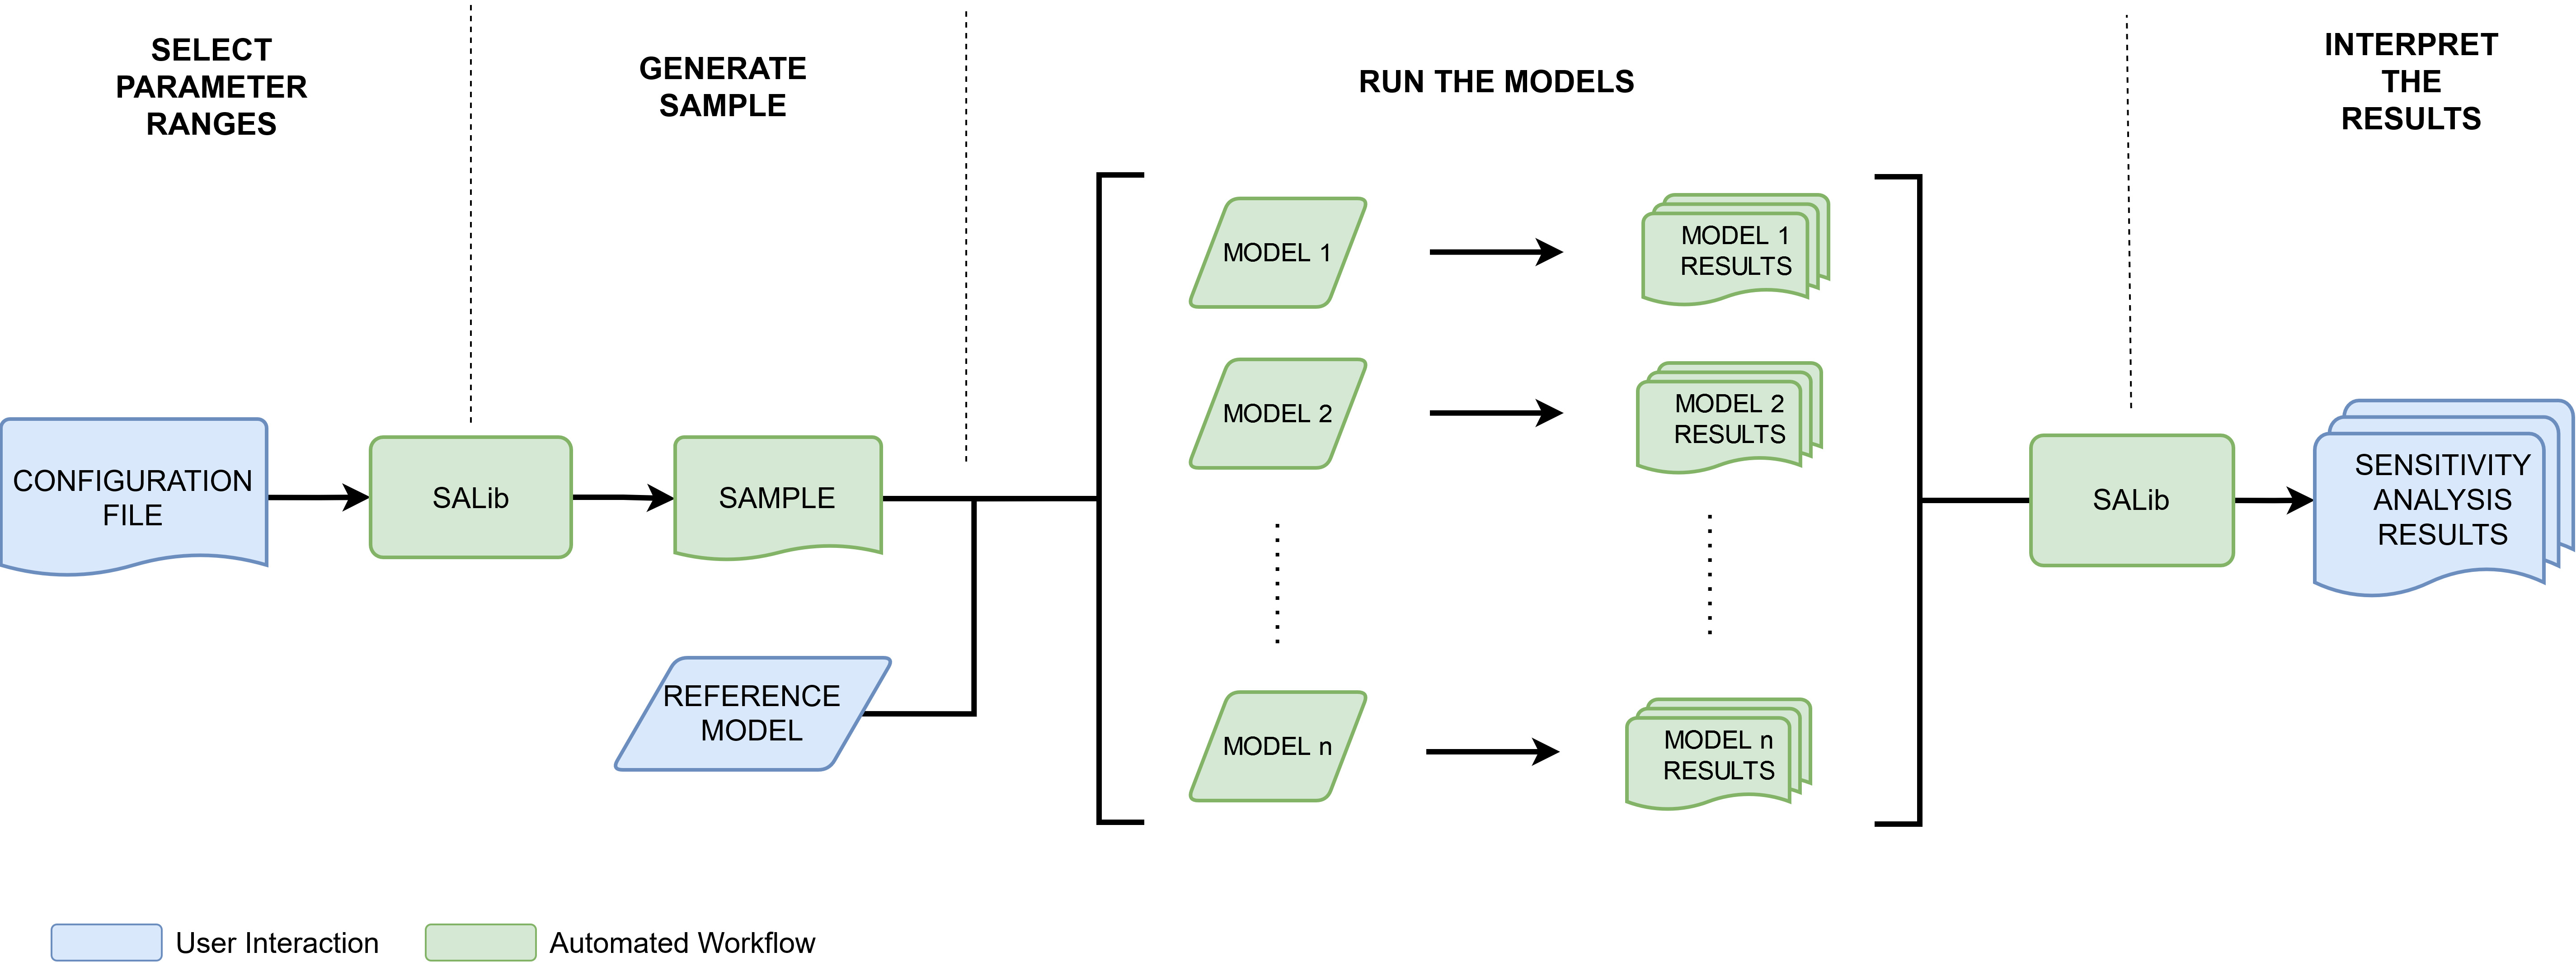 SELECT
PARAMETER
RANGES
GENERATE
SAMPLE
RUN THE MODELS
INTERPRET
THE
RESULTS
CONFIGURATION
FILE
SALib
SAMPLE
REFERENCE
MODEL
MODEL 1
MODEL 1
RESULTS
MODEL 2
MODEL 2
RESULTS
MODEL n
MODEL n
RESULTS
SALib
SENSITIVITY
ANALYSIS
RESULTS
User Interaction
Automated Workflow